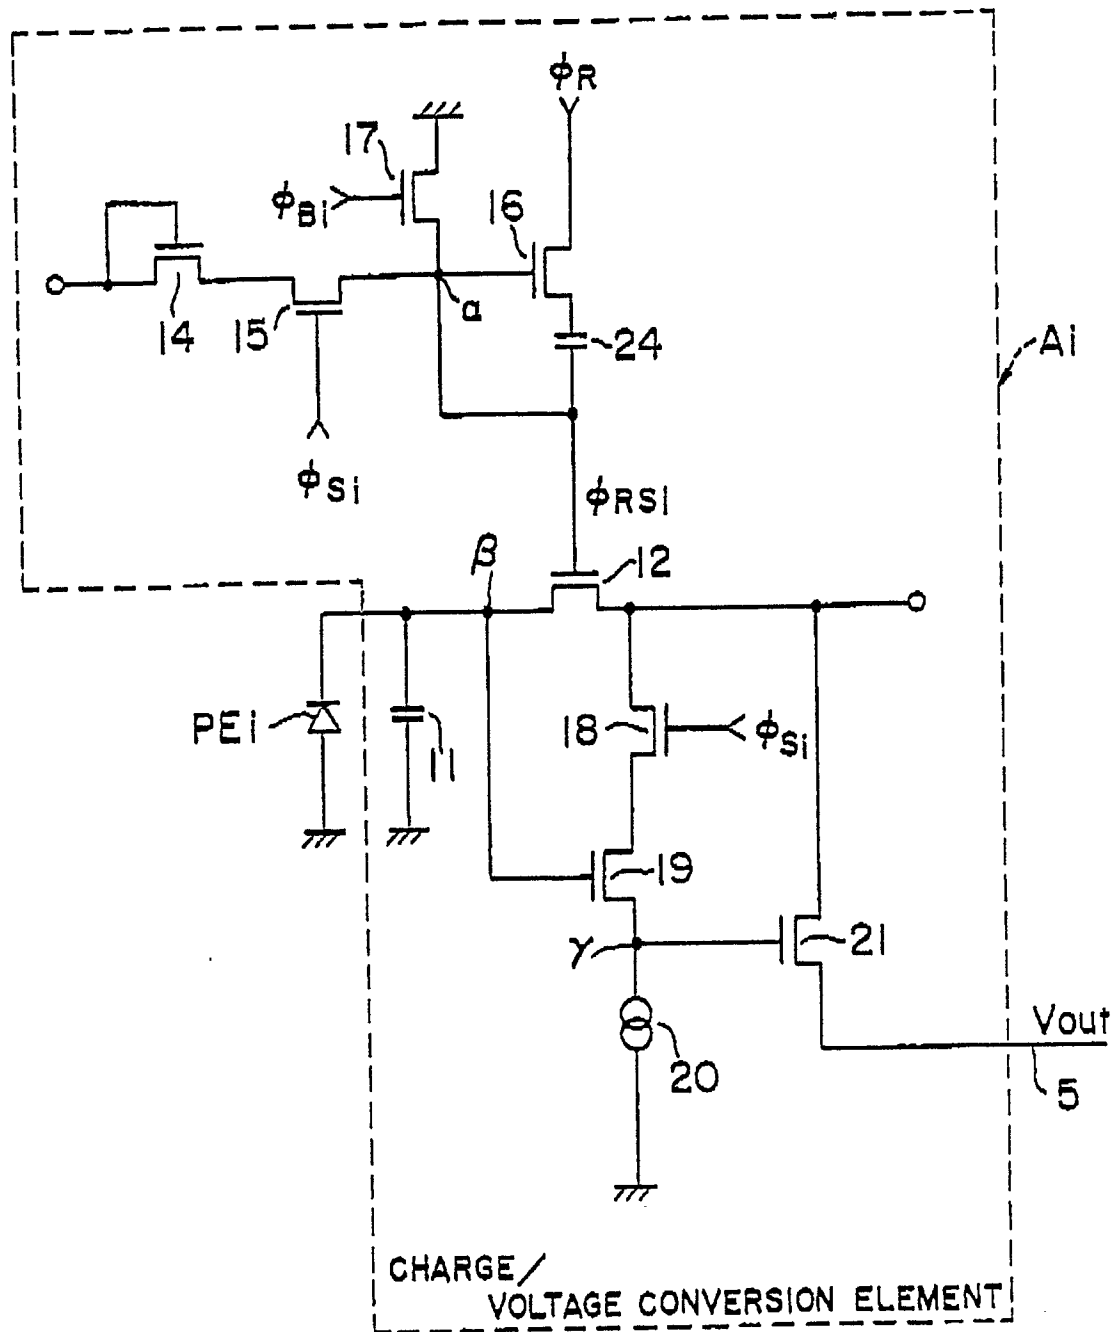 ϕR
17
ϕBi
16
α
14
15
24
Ai
ϕSi
ϕRSi
β
12
PEi
11
18
ϕSi
19
γ
21
20
Vout
5
CHARGE/
VOLTAGE CONVERSION ELEMENT